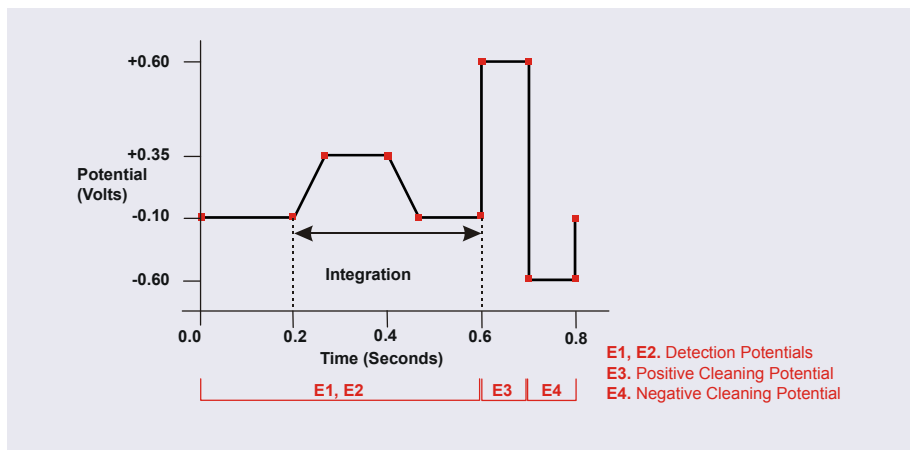 +0.60
+0.35
Potential
(Volts)
-0.10
-0.60
Integration
0.0 0.2 0.4 0.6 0.8
Time (Seconds)
E1, E2 E3 E4
E1, E2. Detection Potentials
E3. Positive Cleaning Potential
E4. Negative Cleaning Potential